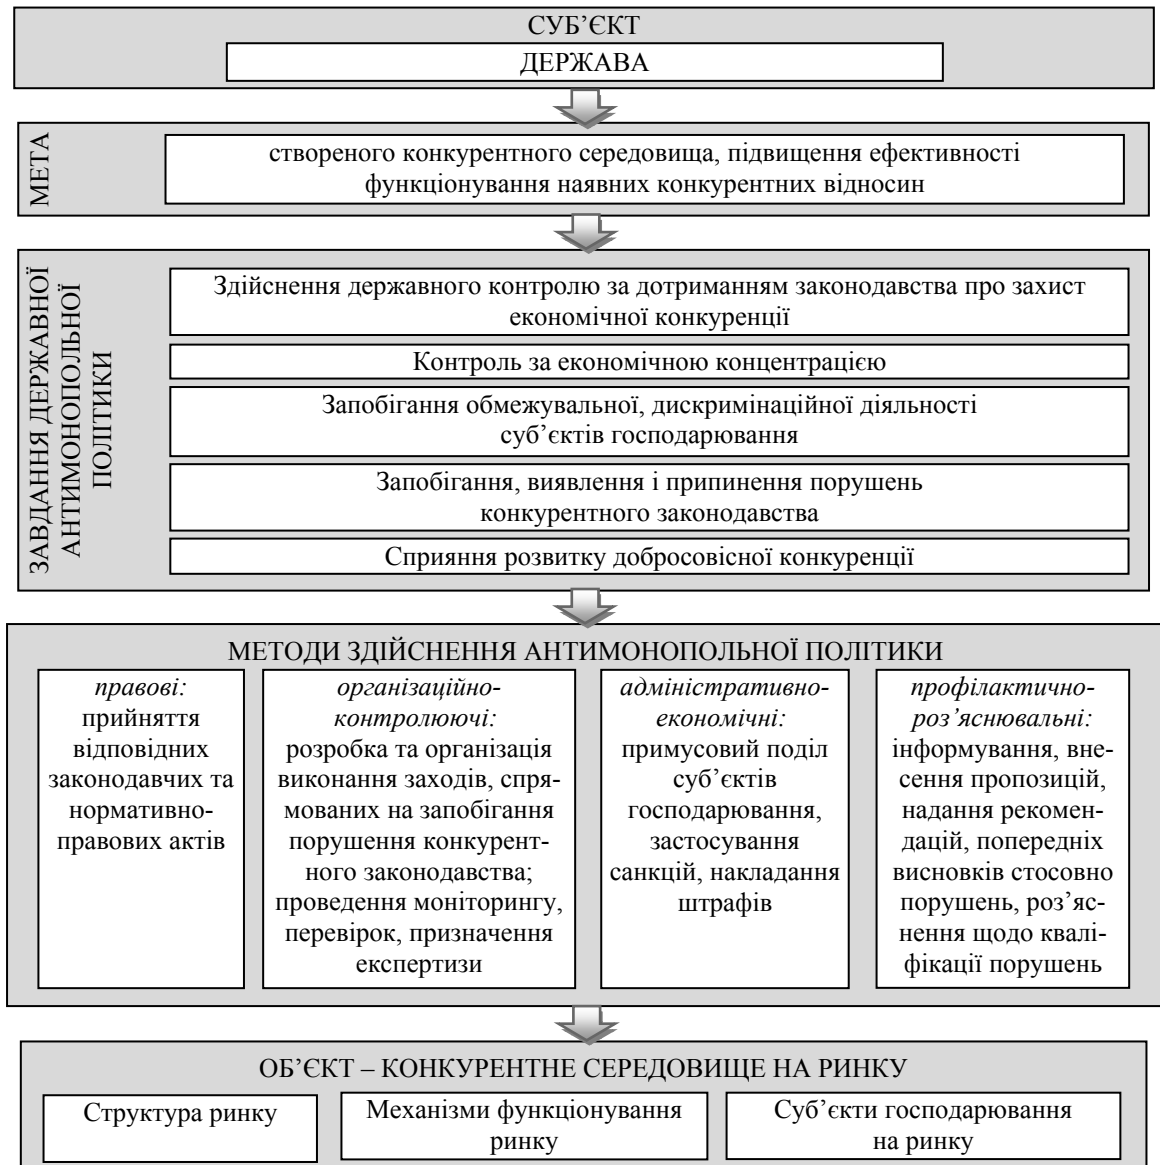 СУБ’ЄКТ
ДЕРЖАВА
МЕТА
створеного конкурентного середовища, підвищення ефективності
функціонування наявних конкурентних відносин
ЗАВДАННЯ ДЕРЖАВНОЇ
АНТИМОНОПОЛЬНОЇ
ПОЛІТИКИ
Здійснення державного контролю за дотриманням законодавства про захист
економічної конкуренції
Контроль за економічною концентрацією
Запобігання обмежувальної, дискримінаційної діяльності
суб’єктів господарювання
Запобігання, виявлення і припинення порушень
конкурентного законодавства
Сприяння розвитку добросовісної конкуренції
МЕТОДИ ЗДІЙСНЕННЯ АНТИМОНОПОЛЬНОЇ ПОЛІТИКИ
правові:
прийняття
відповідних
законодавчих та
нормативно-
правових актів
організаційно-
контролюючі:
розробка та організація
виконання заходів, спря-
мованих на запобігання
порушення конкурент-
ного законодавства;
проведення моніторингу,
перевірок, призначення
експертизи
адміністративно-
економічні:
примусовий поділ
суб’єктів
господарювання,
застосування
санкцій, накладання
штрафів
профілактично-
роз’яснювальні:
інформування, вне-
сення пропозицій,
надання рекомен-
дацій, попередніх
висновків стосовно
порушень, роз’яс-
нення щодо квалі-
фікації порушень
ОБ’ЄКТ – КОНКУРЕНТНЕ СЕРЕДОВИЩЕ НА РИНКУ
Структура ринку
Механізми функціонування
ринку
Суб’єкти господарювання
на ринку